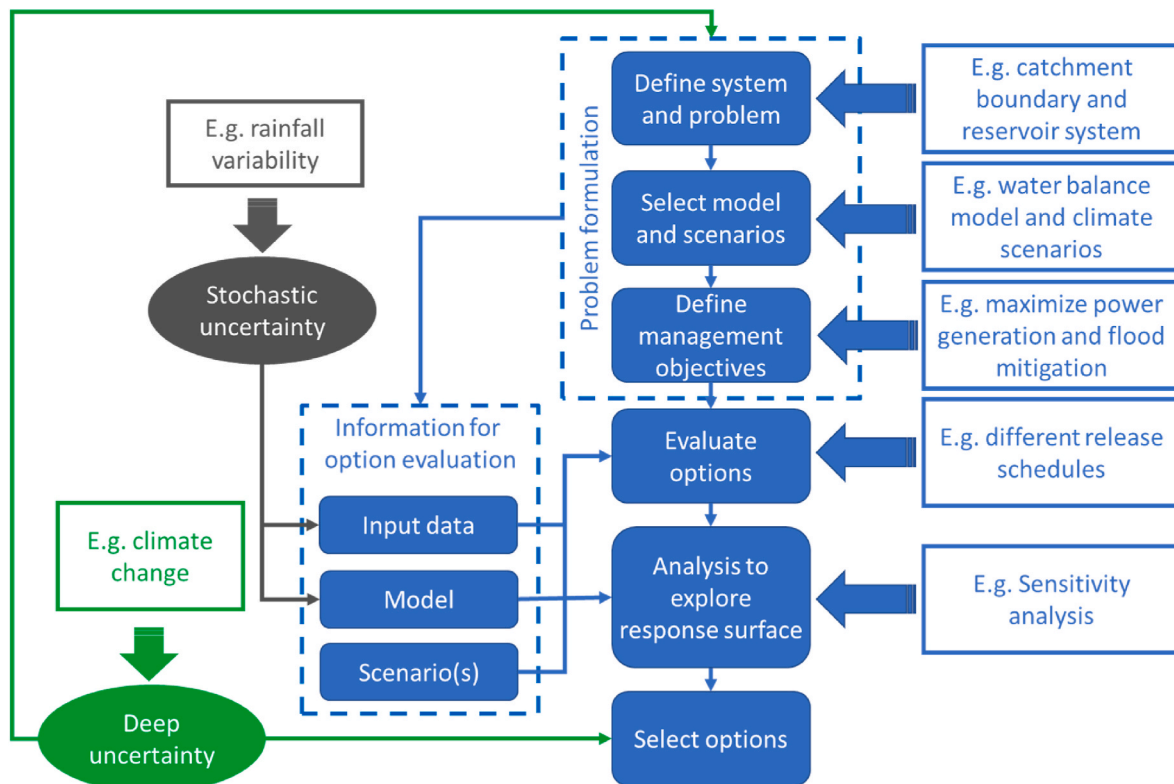 Define system
and problem
E.g. catchment
boundary and
reservoir system
E.g. rainfall
variability
Problem formulation
Select model
and scenarios
E.g. water balance
model and climate
scenarios
Stochastic
uncertainty
Define
management
objectives
E.g. maximize power
generation and flood
mitigation
Information for
option evaluation
Evaluate
options
E.g. different release
schedules
Input data
E.g. climate
change
Model
Analysis to
explore
response surface
E.g. Sensitivity
analysis
Scenario(s)
Deep
uncertainty
Select options